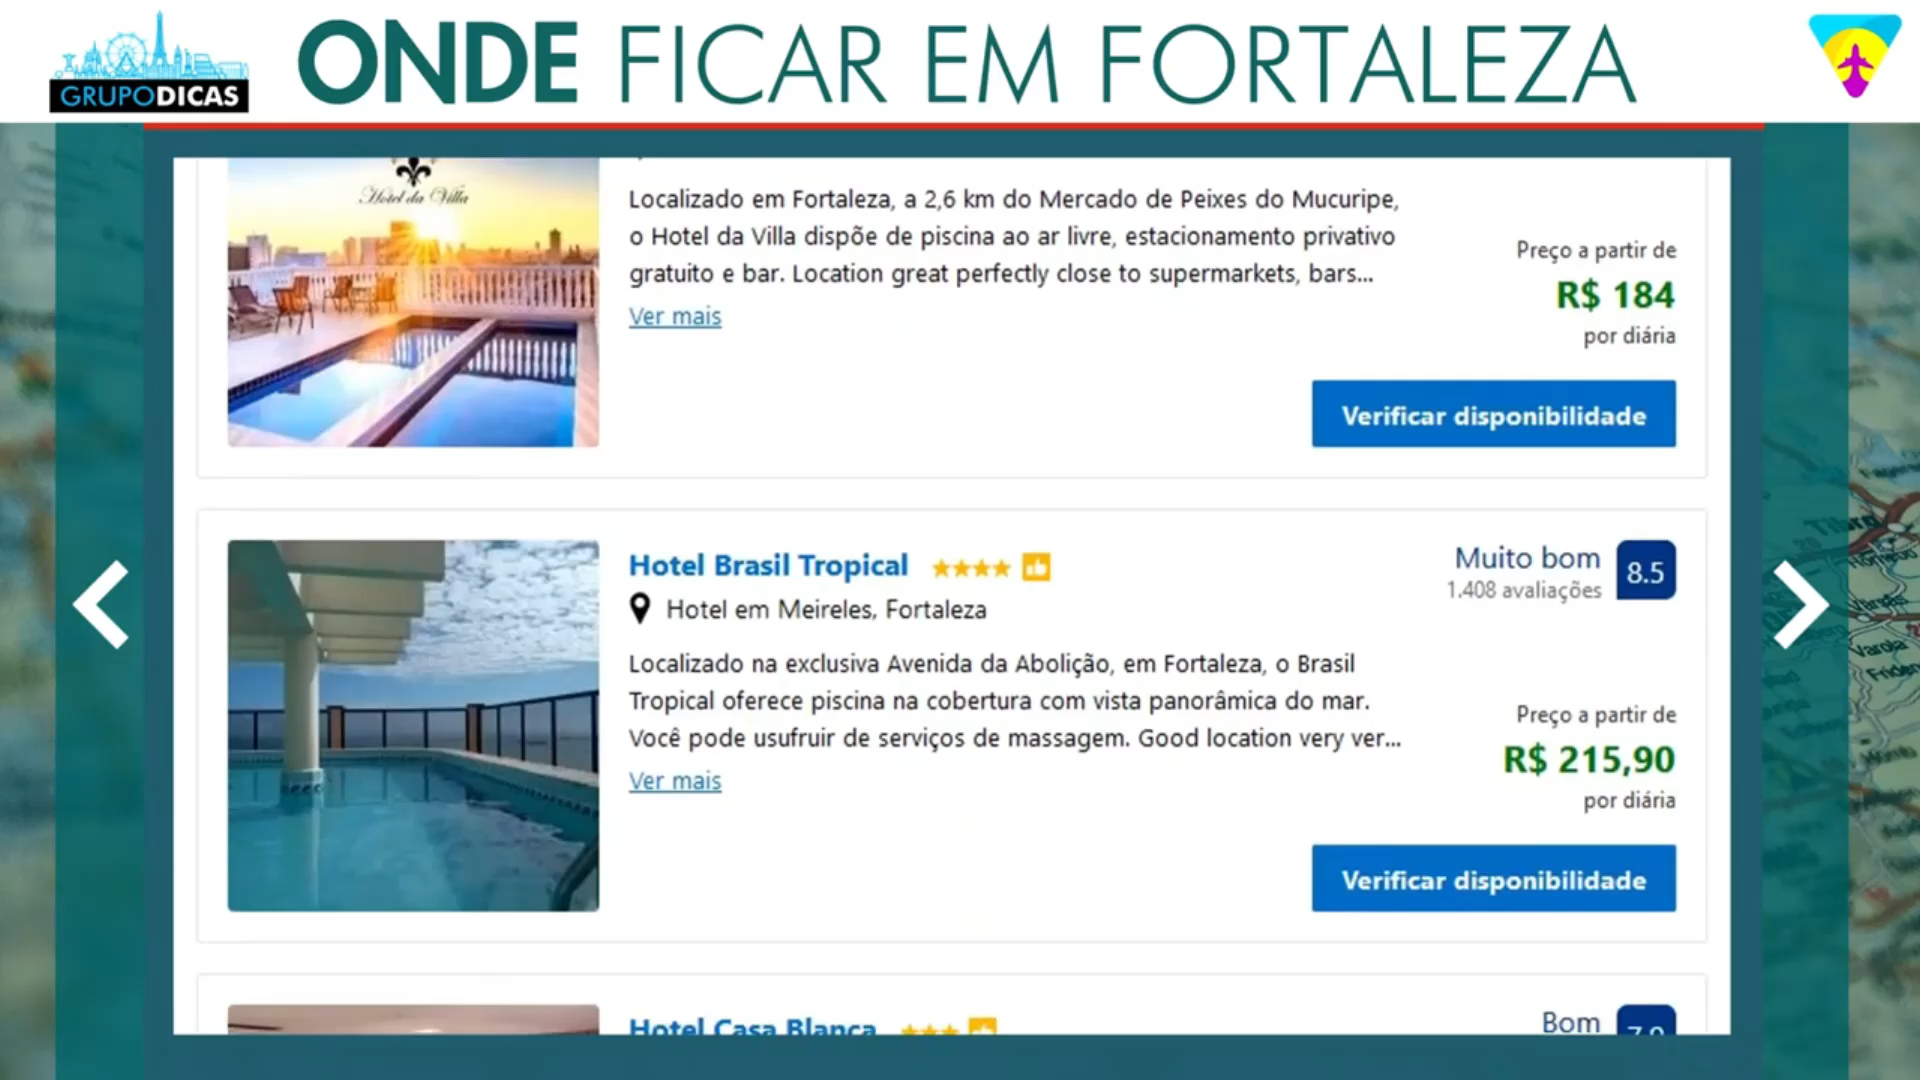 GRUPODICAS
ONDE FICAR EM FORTALEZA
Hotel da Villa
Localizado em Fortaleza, a 2,6 km do Mercado de Peixes do Mucuripe,
o Hotel da Villa dispõe de piscina ao ar livre, estacionamento privativo
gratuito e bar. Location great perfectly close to supermarkets, bars...
Ver mais
Preço a partir de
R$ 184
por diária
Verificar disponibilidade
Hotel Brasil Tropical
Hotel em Meireles, Fortaleza
Muito bom
1.408 avaliações
8.5
Localizado na exclusiva Avenida da Abolição, em Fortaleza, o Brasil
Tropical oferece piscina na cobertura com vista panorâmica do mar.
Você pode usufruir de serviços de massagem. Good location very ver...
Ver mais
Preço a partir de
R$ 215,90
por diária
Verificar disponibilidade
Hotel Casa Blanca
Bom